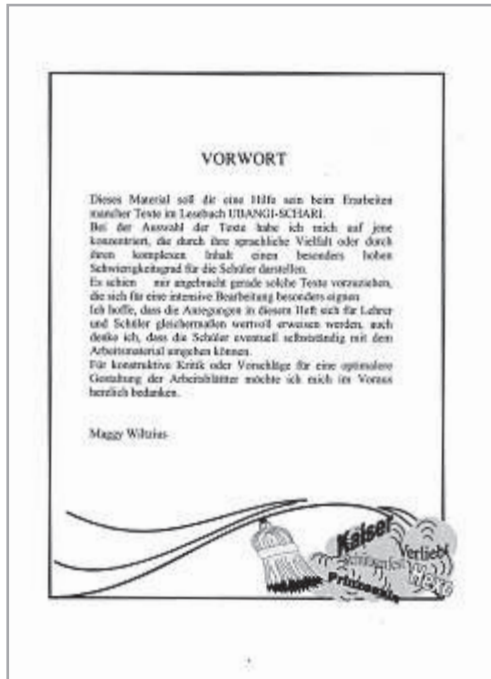 VORWORT
Dieses Material soll dir eine Hilfe sein beim Erarbeiten
mancher Texte im Lesebuch UBANGI-SCHARI.
Bei der Auswahl der Texte habe ich mich auf jene
konzentriert, die durch ihre sprachliche Vielfalt oder durch
ihren komplexen Inhalt einen besonders hohen
Schwierigkeitsgrad für die Schüler darstellen.
Es schien mir angebracht gerade solche Texte vorzuziehen,
die sich für eine intensive Bearbeitung besonders eignen.
Ich hoffe, dass die Anregungen in diesem Heft sich für Lehrer
und Schüler gleichermaßen wertvoll erweisen werden, auch
denke ich, dass die Schüler eventuell selbstständig mit dem
Arbeitsmaterial umgehen können.
Für konstruktive Kritik oder Vorschläge für eine optimalere
Gestaltung der Arbeitsblätter möchte ich mich im Voraus
herzlich bedanken.
Maggy Wiltzius
Kaiser
Verliebt
Hexe
Prinzessin